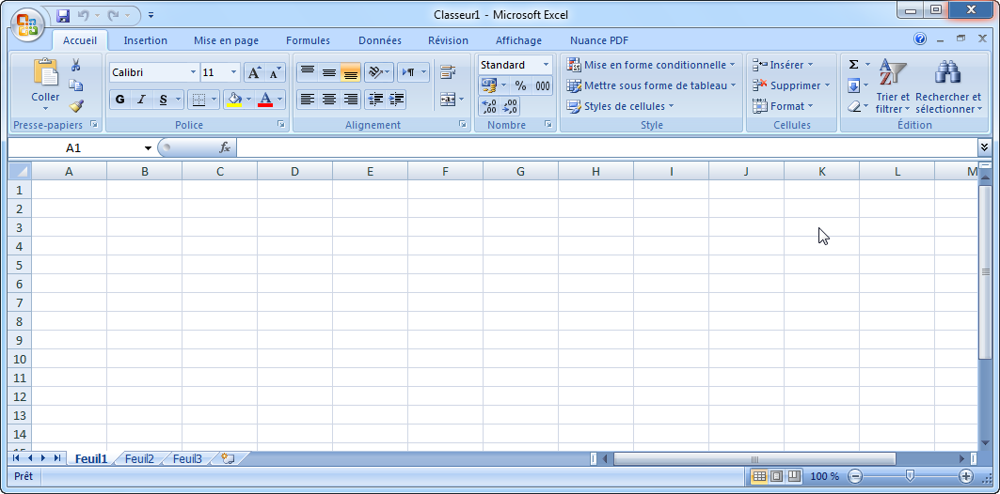 Classeur1 - Microsoft Excel
Accueil Insertion Mise en page Formules Données Révision Affichage Nuance PDF
Calibri 11 Standard Mise en forme conditionnelle Insérer Σ
Coller % 000 Mettre sous forme de tableau Supprimer Trier et filtrer Rechercher et sélectionner
G I S A Styles de cellules Format
Presse-papiers Police Alignement Nombre Style Cellules Édition
A1 fx
A B C D E F G H I J K L M
1
2
3
4
5
6
7
8
9
10
11
12
13
14
15
Feuil1 Feuil2 Feuil3
Prêt 100 %